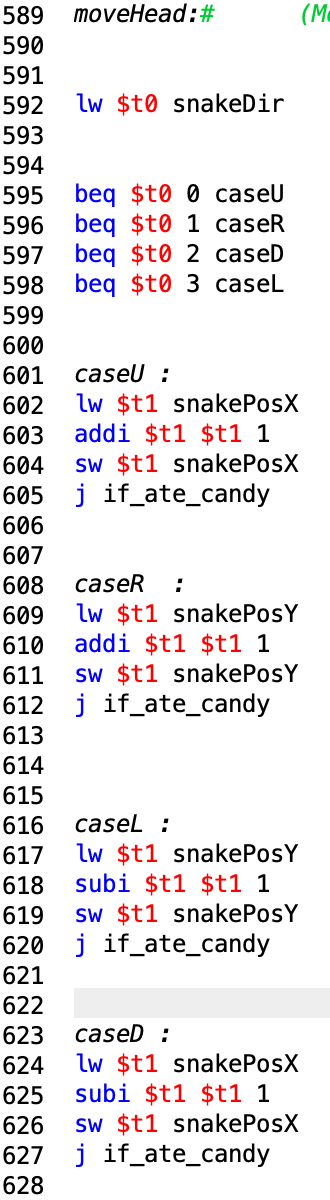 589 moveHead:# (Mo
590
591
592 lw $t0 snakeDir
593
594
595 beq $t0 0 caseU
596 beq $t0 1 caseR
597 beq $t0 2 caseD
598 beq $t0 3 caseL
599
600
601 caseU :
602 lw $t1 snakePosX
603 addi $t1 $t1 1
604 sw $t1 snakePosX
605 j if_ate_candy
606
607
608 caseR  :
609 lw $t1 snakePosY
610 addi $t1 $t1 1
611 sw $t1 snakePosY
612 j if_ate_candy
613
614
615
616 caseL :
617 lw $t1 snakePosY
618 subi $t1 $t1 1
619 sw $t1 snakePosY
620 j if_ate_candy
621
622
623 caseD :
624 lw $t1 snakePosX
625 subi $t1 $t1 1
626 sw $t1 snakePosX
627 j if_ate_candy
628